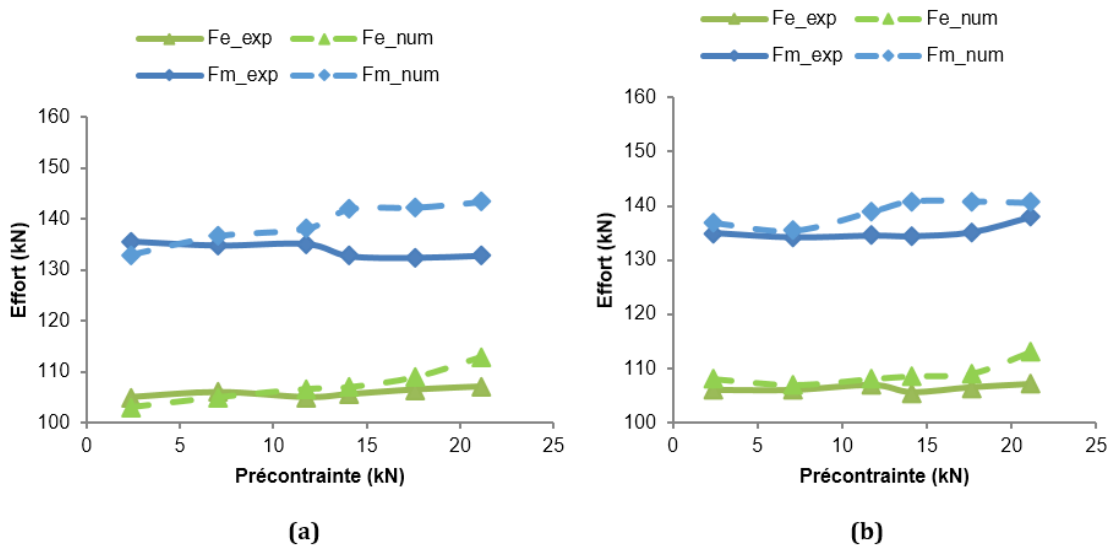 Fe_exp Fe_num
Fm_exp Fm_num
160
150
140
130
120
110
100
0 5 10 15 20 25
Effort (kN)
Précontrainte (kN)
(a)
Fe_exp Fe_num
Fm_exp Fm_num
160
150
140
130
120
110
100
0 5 10 15 20 25
Effort (kN)
Précontrainte (kN)
(b)